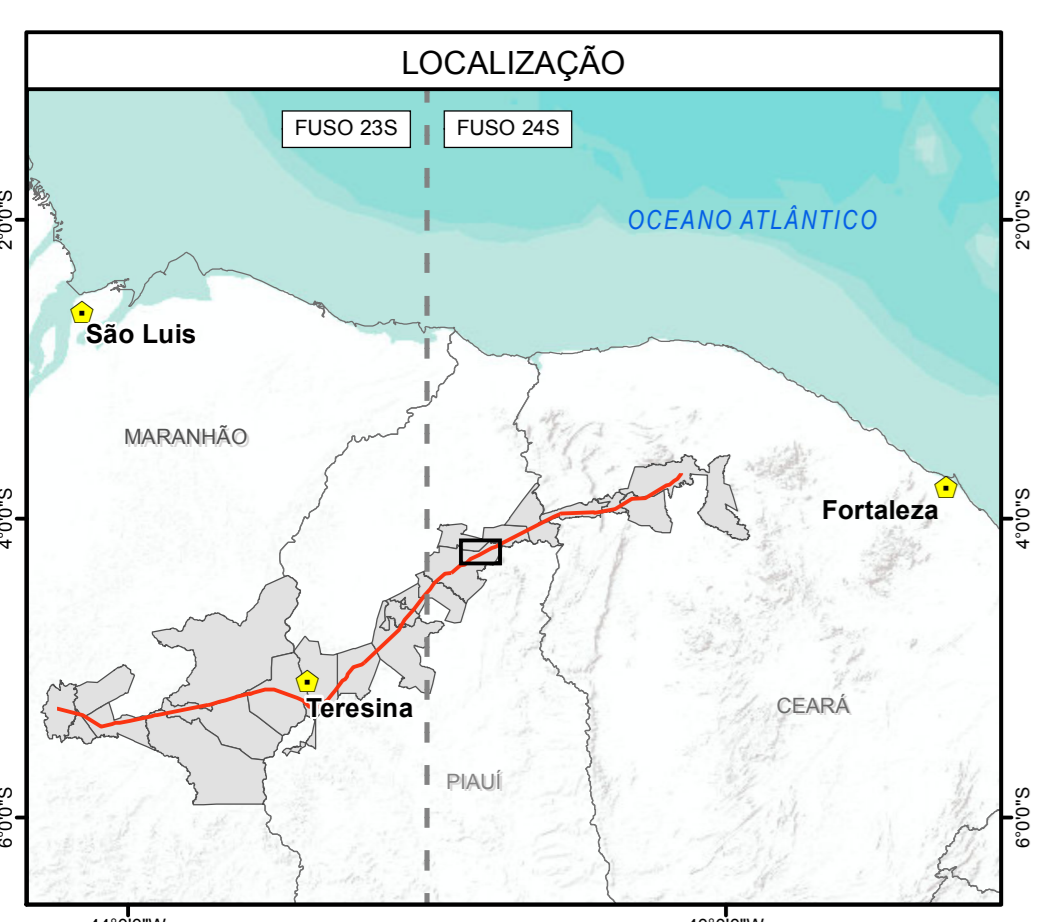 LOCALIZAÇÃO
FUSO 23S
FUSO 24S
2°0'0"S
2°0'0"S
OCEANO ATLÂNTICO
São Luis
MARANHÃO
4°0'0"S
4°0'0"S
Fortaleza
Teresina
CEARÁ
PIAUÍ
6°0'0"S
6°0'0"S